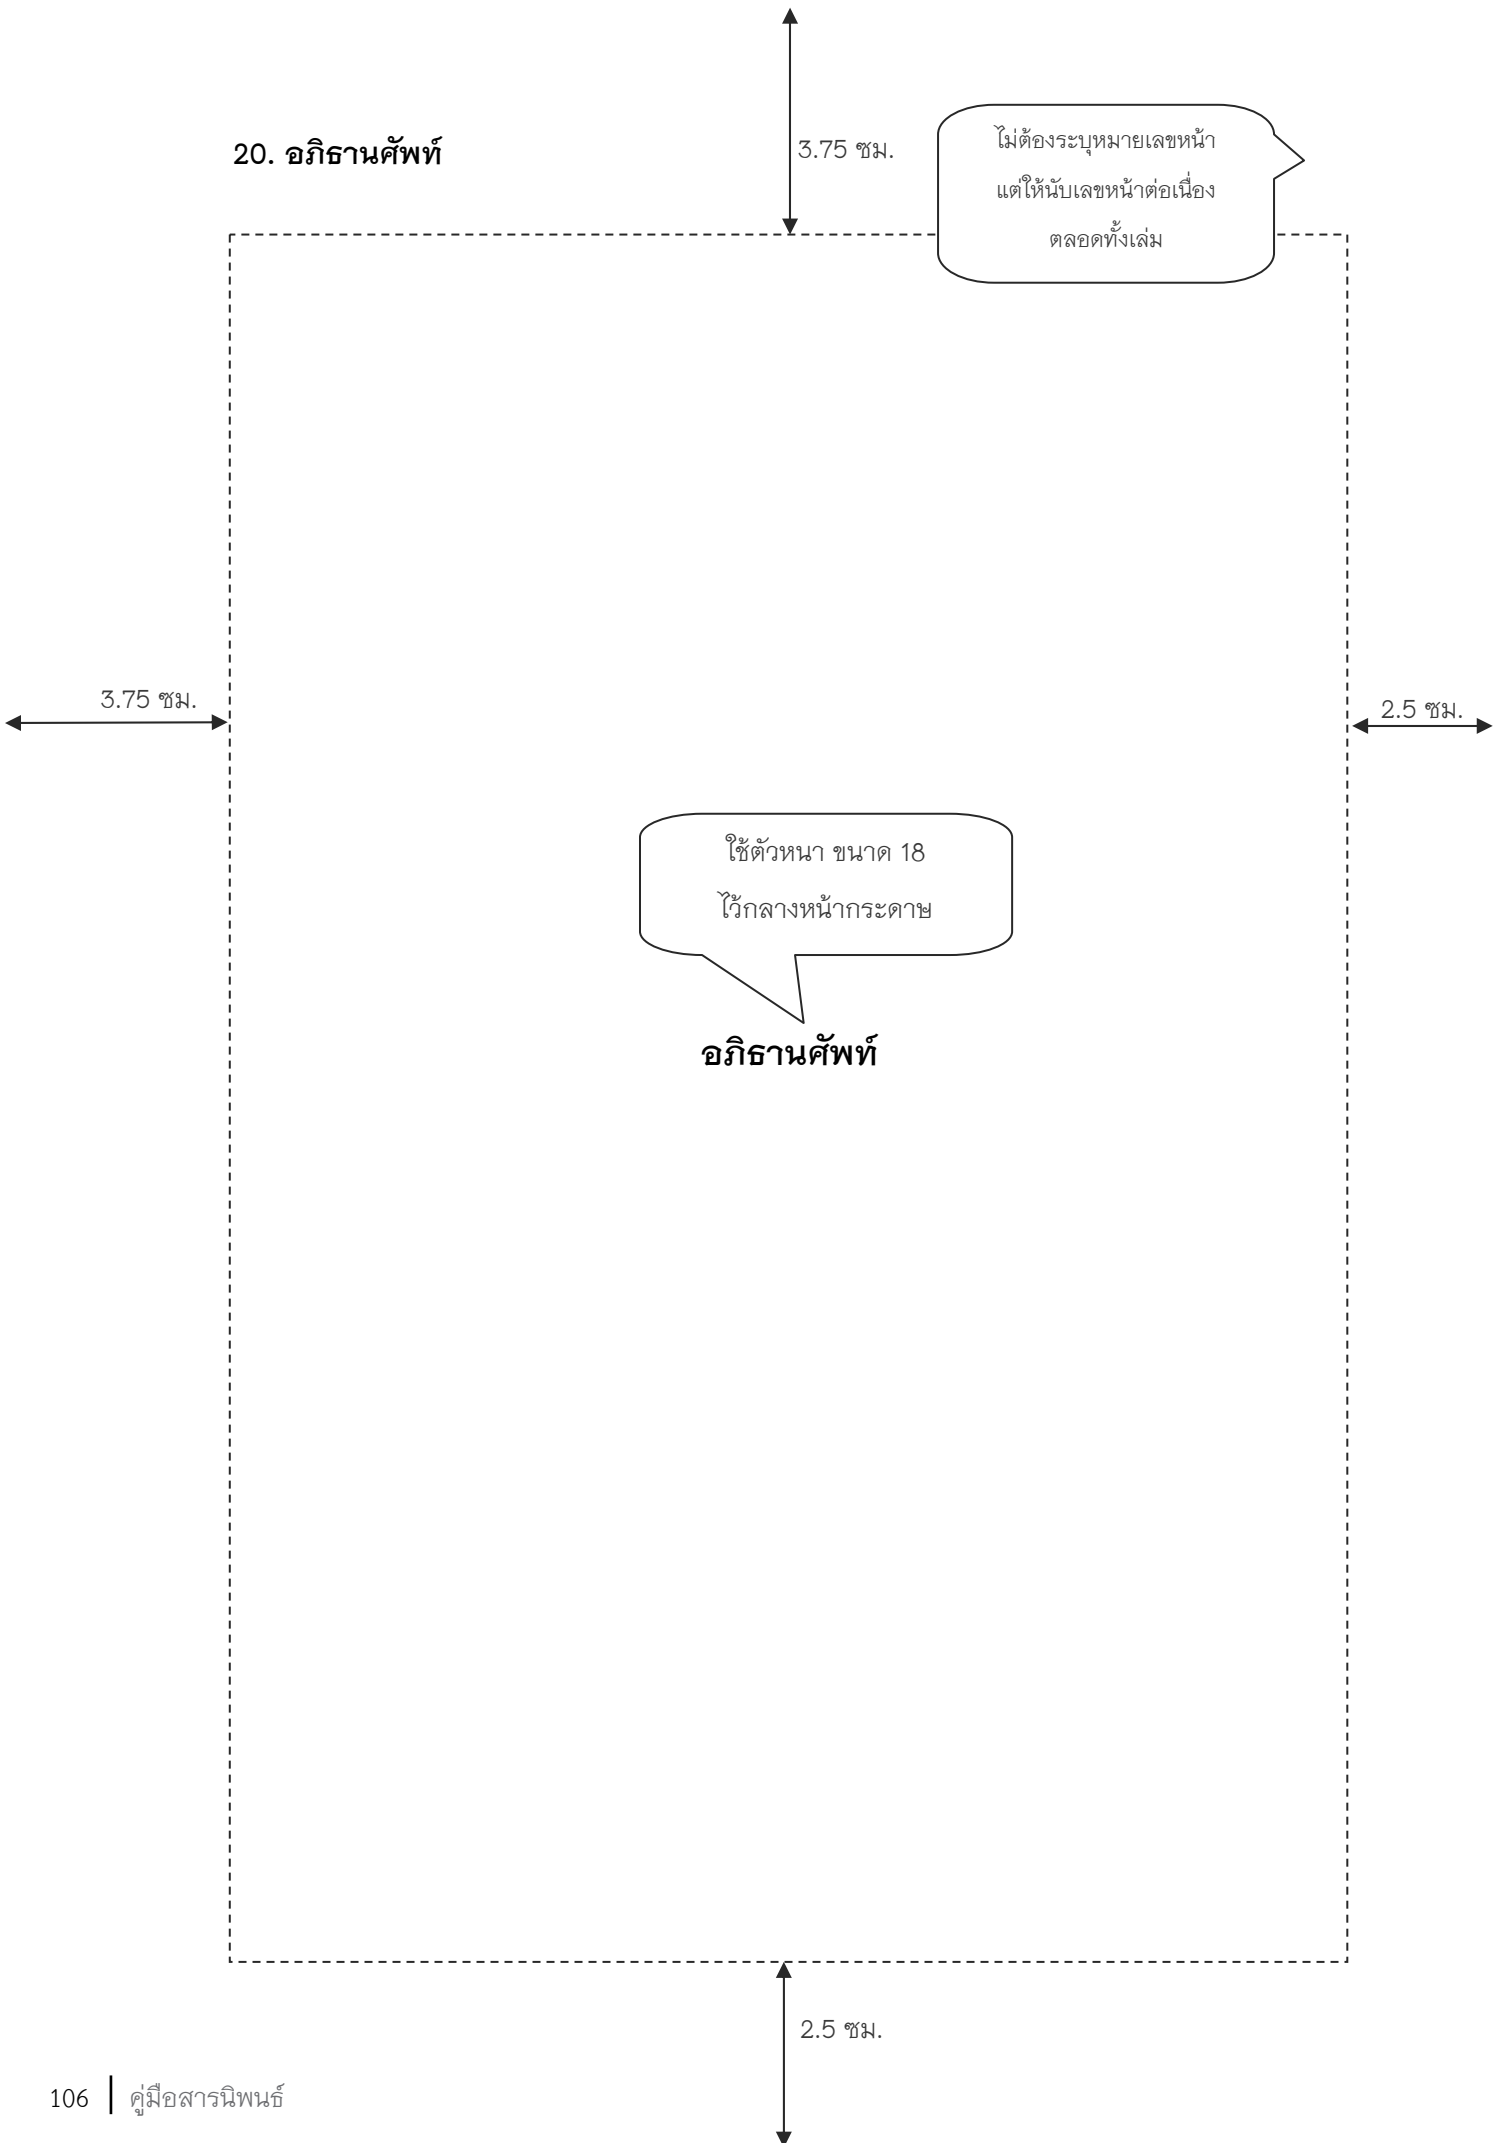 20. อภิธานศัพท์
3.75 ซม.
ไม่ต้องระบุหมายเลขหน้า
แต่ให้นับเลขหน้าต่อเนื่อง
ตลอดทั้งเล่ม
3.75 ซม.
2.5 ซม.
ใช้ตัวหนา ขนาด 18
ไว้กลางหน้ากระดาษ
อภิธานศัพท์
2.5 ซม.
106 คู่มือสารนิพนธ์